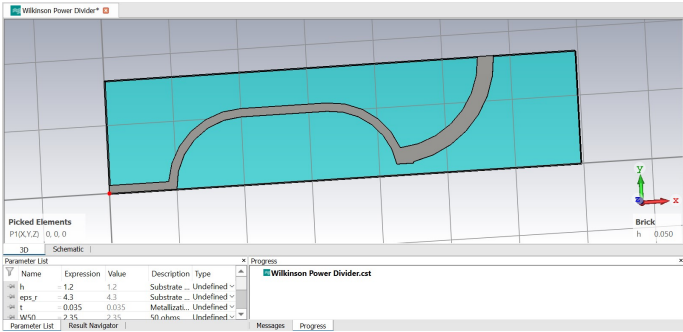 Wilkinson Power Divider*
y
x
z
Picked Elements
P1(X,Y,Z) 0, 0, 0
Brick
h 0.050
3D Schematic
Parameter List × Progress ×
Name Expression Value Description Type
h = 1.2 1.2 Substrate ... Undefined
eps_r = 4.3 4.3 Substrate ... Undefined
t = 0.035 0.035 Metallizati... Undefined
W50 = 2.35 2.35 50 ohms Undefined
Wilkinson Power Divider.cst
Parameter List Result Navigator
Messages Progress